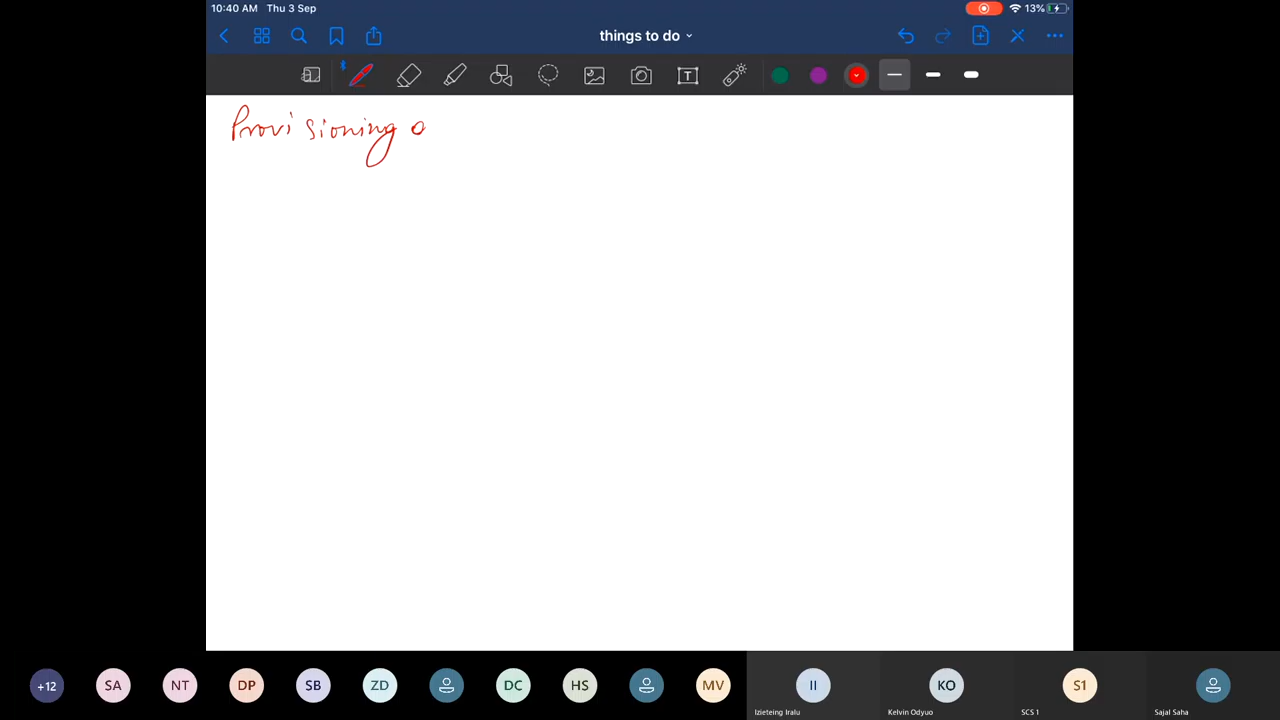 10:40 AM Thu 3 Sep 13%
things to do
T
Provisioning o
+12 SA NT DP SB ZD DC HS MV II KO S1
Izieteing Iralu Kelvin Odyuo SCS 1 Sajal Saha